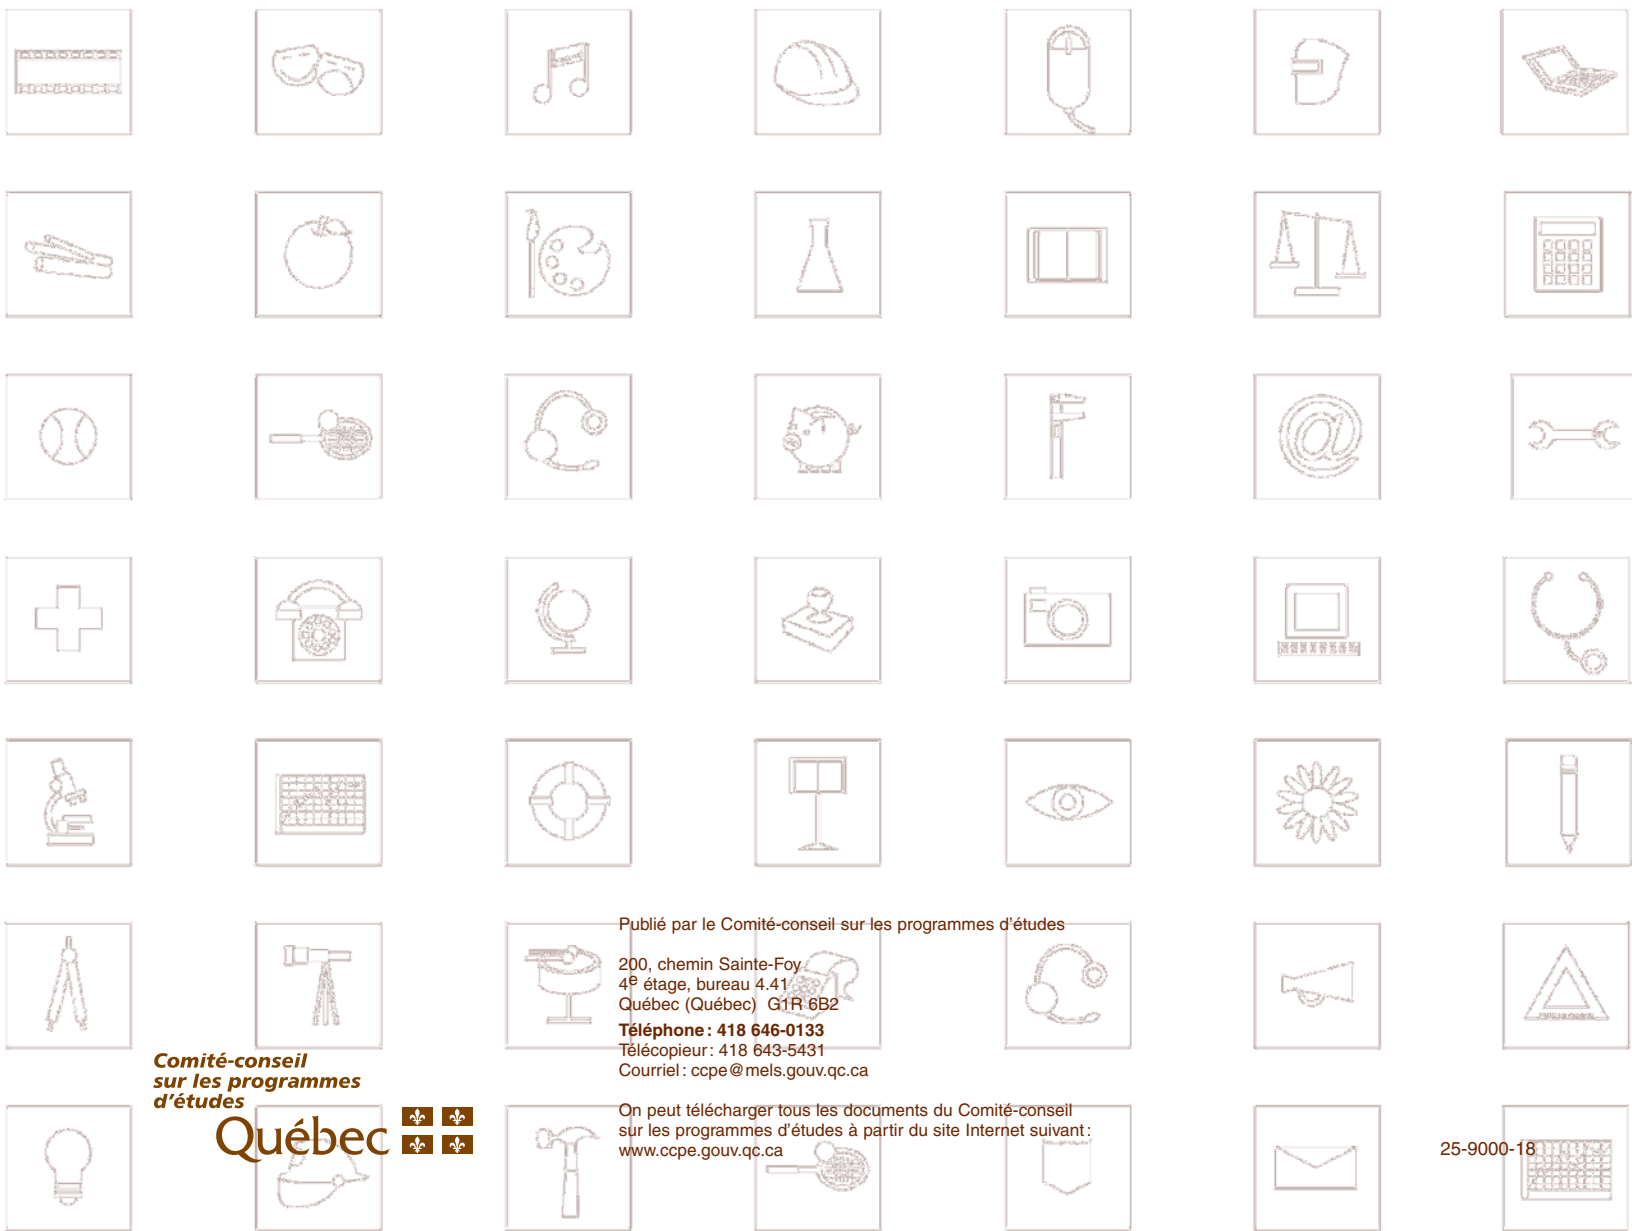 Publié par le Comité-conseil sur les programmes d'études
200, chemin Sainte-Foy
4e étage, bureau 4.41
Québec (Québec) G1R 6B2
Téléphone : 418 646-0133
Télécopieur : 418 643-5431
Courriel : ccpe@mels.gouv.qc.ca
On peut télécharger tous les documents du Comité-conseil
sur les programmes d'études à partir du site Internet suivant :
www.ccpe.gouv.qc.ca
Comité-conseil
sur les programmes
d'études
Québec
25-9000-18